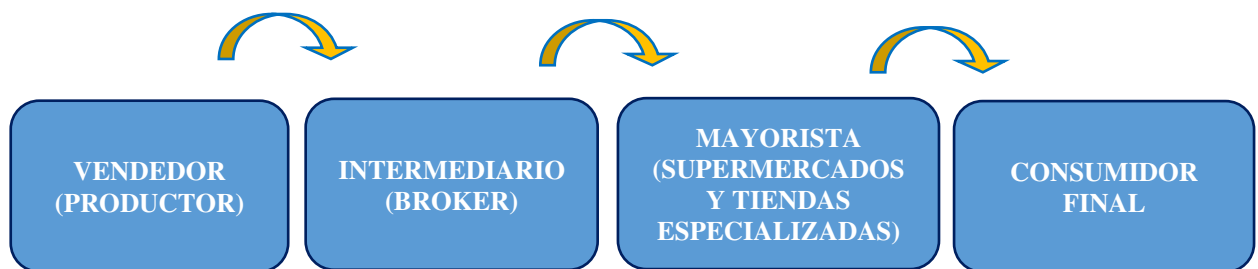 VENDEDOR
(PRODUCTOR)
INTERMEDIARIO
(BROKER)
MAYORISTA
(SUPERMERCADOS
Y TIENDAS
ESPECIALIZADAS)
CONSUMIDOR
FINAL